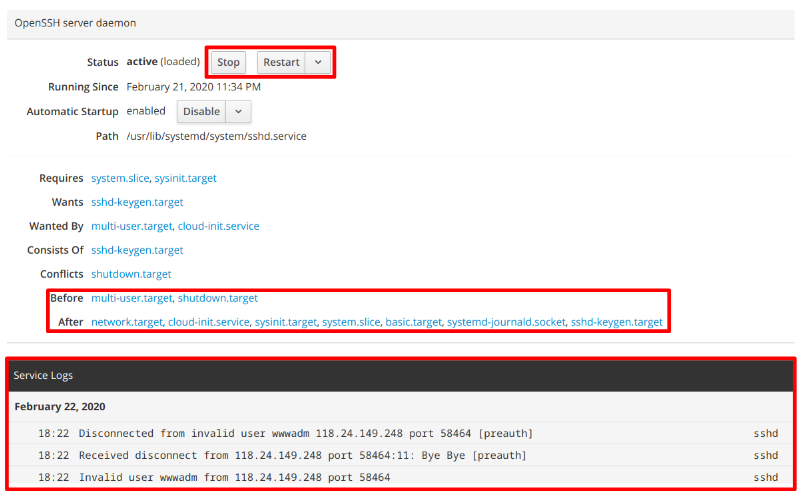 OpenSSH server daemon
Status active (loaded) Stop Restart
Running Since February 21, 2020 11:34 PM
Automatic Startup enabled Disable
Path /usr/lib/systemd/system/sshd.service
Requires system.slice, sysinit.target
Wants sshd-keygen.target
Wanted By multi-user.target, cloud-init.service
Consists Of sshd-keygen.target
Conflicts shutdown.target
Before multi-user.target, shutdown.target
After network.target, cloud-init.service, sysinit.target, system.slice, basic.target, systemd-journald.socket, sshd-keygen.target
Service Logs
February 22, 2020
18:22 Disconnected from invalid user wwwadm 118.24.149.248 port 58464 [preauth] sshd
18:22 Received disconnect from 118.24.149.248 port 58464:11: Bye Bye [preauth] sshd
18:22 Invalid user wwwadm from 118.24.149.248 port 58464 sshd